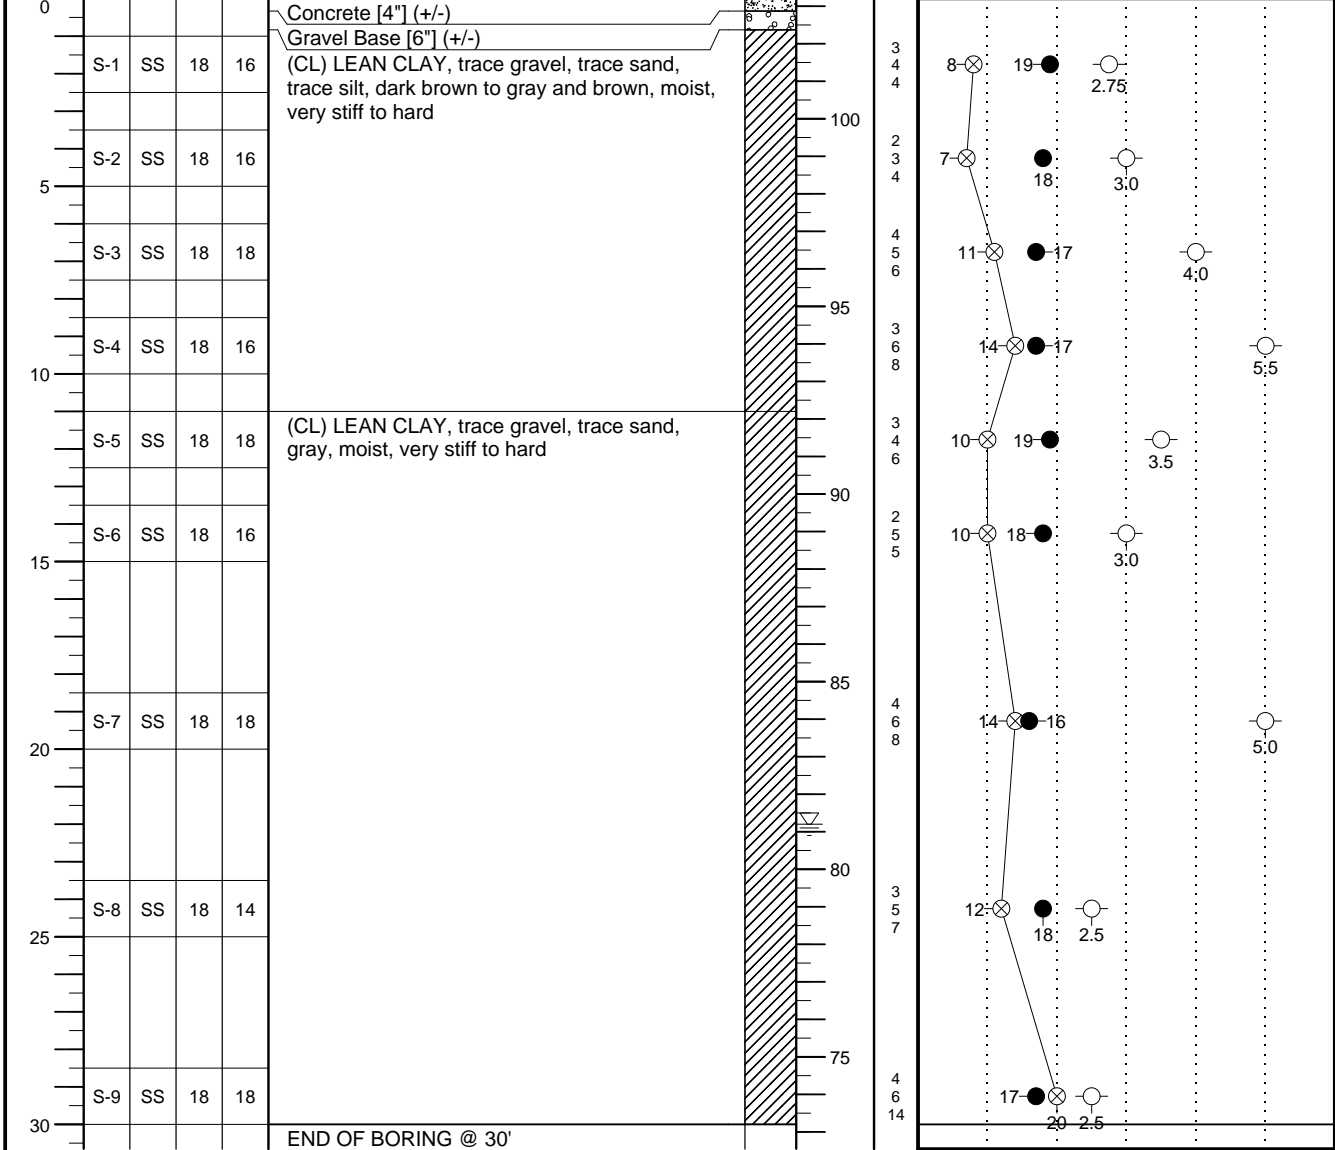 0
Concrete [4"] (+/-)
Gravel Base [6"] (+/-)
S-1 SS 18 16
(CL) LEAN CLAY, trace gravel, trace sand,
trace silt, dark brown to gray and brown, moist,
very stiff to hard
3
4
4
8 19 2.75
100
S-2 SS 18 16
2
3
4
7 18 3.0
5
S-3 SS 18 18
4
5
6
11 17 4.0
95
S-4 SS 18 16
3
6
8
14 17 5.5
10
(CL) LEAN CLAY, trace gravel, trace sand,
gray, moist, very stiff to hard
S-5 SS 18 18
3
4
6
10 19 3.5
90
S-6 SS 18 16
2
5
5
10 18 3.0
15
85
S-7 SS 18 18
4
6
8
14 16 5.0
20
80
S-8 SS 18 14
3
5
7
12 18 2.5
25
75
S-9 SS 18 18
4
6
14
17 20 2.5
30
END OF BORING @ 30'